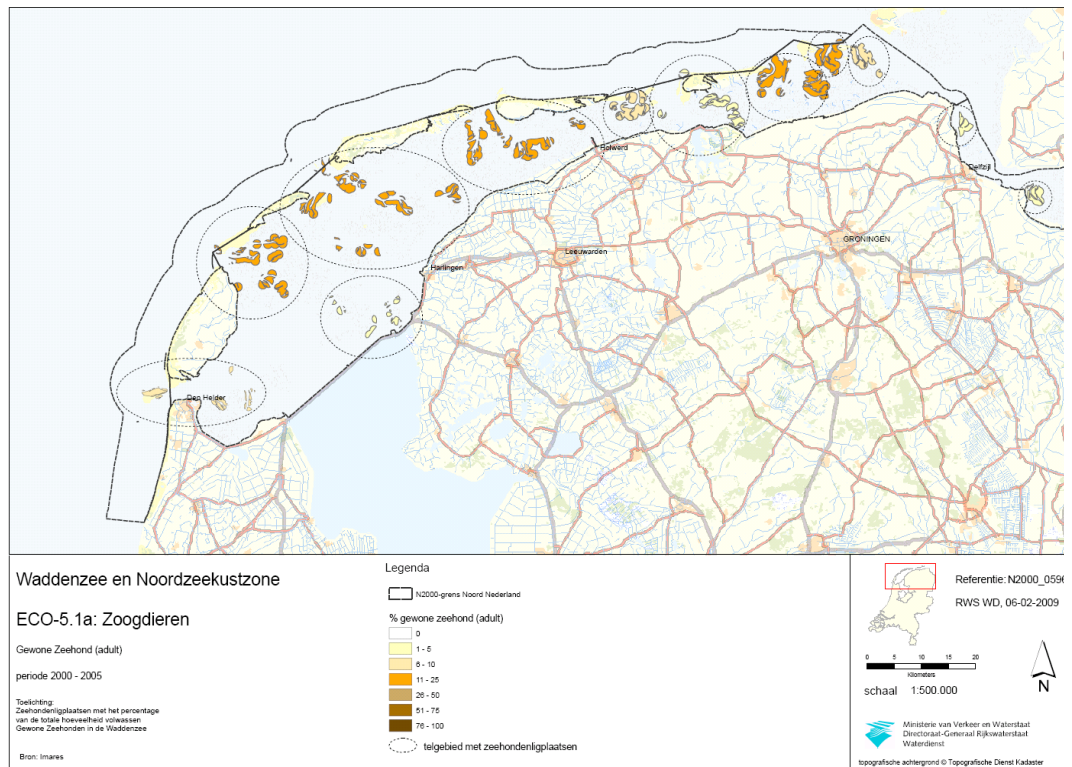 Holwerd
Delfzijl
GRONINGEN
Leeuwarden
Harlingen
Den Helder
Waddenzee en Noordzeekustzone
ECO-5.1a: Zoogdieren
Gewone Zeehond (adult)
periode 2000 - 2005
Toelichting:
Zeehondenligplaatsen met het percentage
van de totale hoeveelheid volwassen
Gewone Zeehonden in de Waddenzee
Bron: Imares
Legenda
N2000-grens Noord Nederland
% gewone zeehond (adult)
0
1 - 5
6 - 10
11 - 25
26 - 50
51 - 75
76 - 100
telgebied met zeehondenligplaatsen
Referentie: N2000_059
RWS WD, 06-02-2009
0 5 10 15 20
Kilometers
schaal 1:500.000
N
Ministerie van Verkeer en Waterstaat
Directoraat-Generaal Rijkswaterstaat
Waterdienst
topografische achtergrond © Topografische Dienst Kadaster